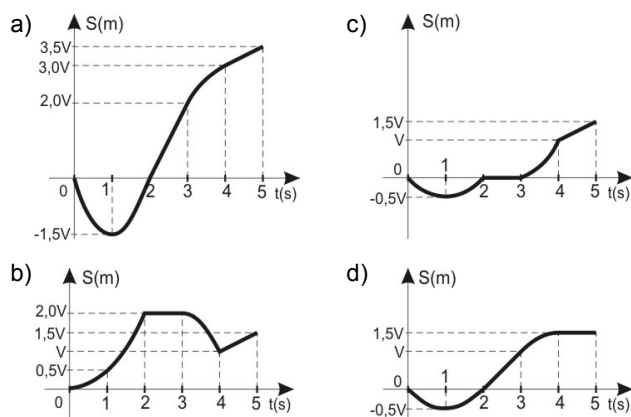 a)
S(m)
3,5V
3,0V
2,0V
0
1 2 3 4 5 t(s)
-1,5V
c)
S(m)
1,5V
V
0
1
2 3 4 5 t(s)
-0,5V
b)
S(m)
2,0V
1,5V
V
0,5V
0
1 2 3 4 5 t(s)
d)
S(m)
1,5V
V
0
1
2 3 4 5 t(s)
-0,5V